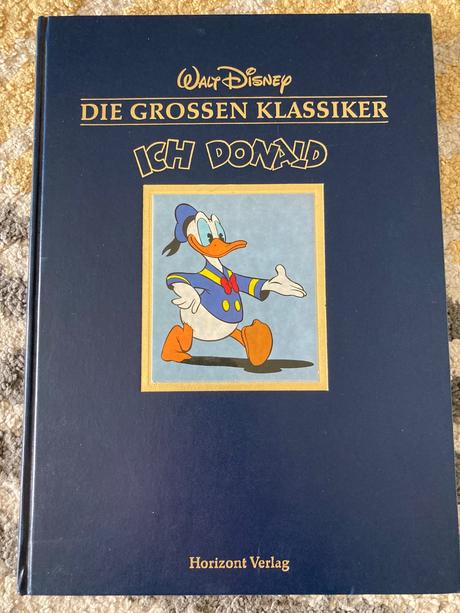 WALT DISNEY
DIE GROSSEN KLASSIKER
ICH DONALD
Horizont Verlag